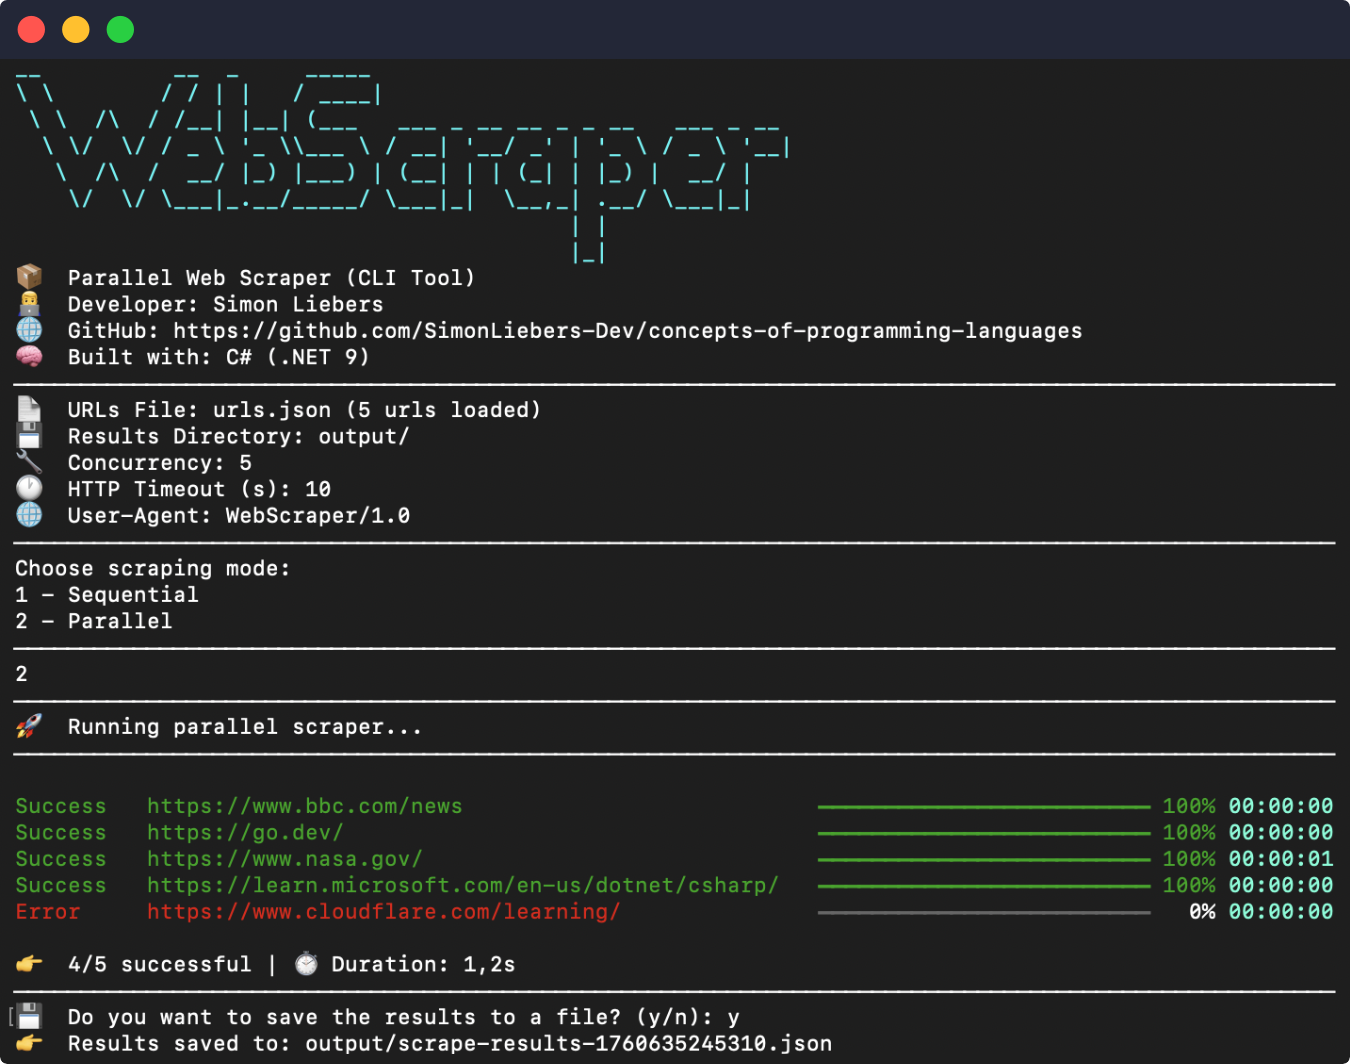 WebScraper
📦 Parallel Web Scraper (CLI Tool)
👨‍💻 Developer: Simon Liebers
🌐 GitHub: https://github.com/SimonLiebers-Dev/concepts-of-programming-languages
🧠 Built with: C# (.NET 9)
📄 URLs File: urls.json (5 urls loaded)
💾 Results Directory: output/
🔧 Concurrency: 5
🕐 HTTP Timeout (s): 10
🌐 User-Agent: WebScraper/1.0
Choose scraping mode:
1 - Sequential
2 - Parallel
2
🚀 Running parallel scraper...
Success https://www.bbc.com/news 100% 00:00:00
Success https://go.dev/ 100% 00:00:00
Success https://www.nasa.gov/ 100% 00:00:01
Success https://learn.microsoft.com/en-us/dotnet/csharp/ 100% 00:00:00
Error https://www.cloudflare.com/learning/ 0% 00:00:00
👉 4/5 successful | ⏱ Duration: 1,2s
[💾 Do you want to save the results to a file? (y/n): y
👉 Results saved to: output/scrape-results-1760635245310.json